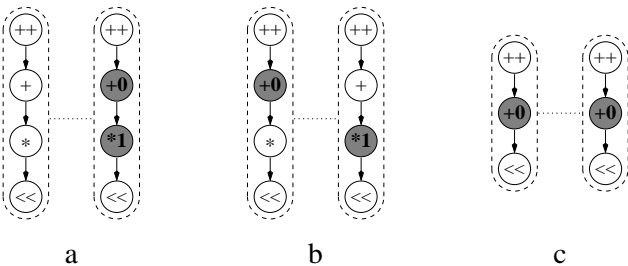 ++ ++ ++ ++
++ ++
+ +0 +0 +
+0 +0
* *1 * *1
<< <<
<< << << <<
a b c